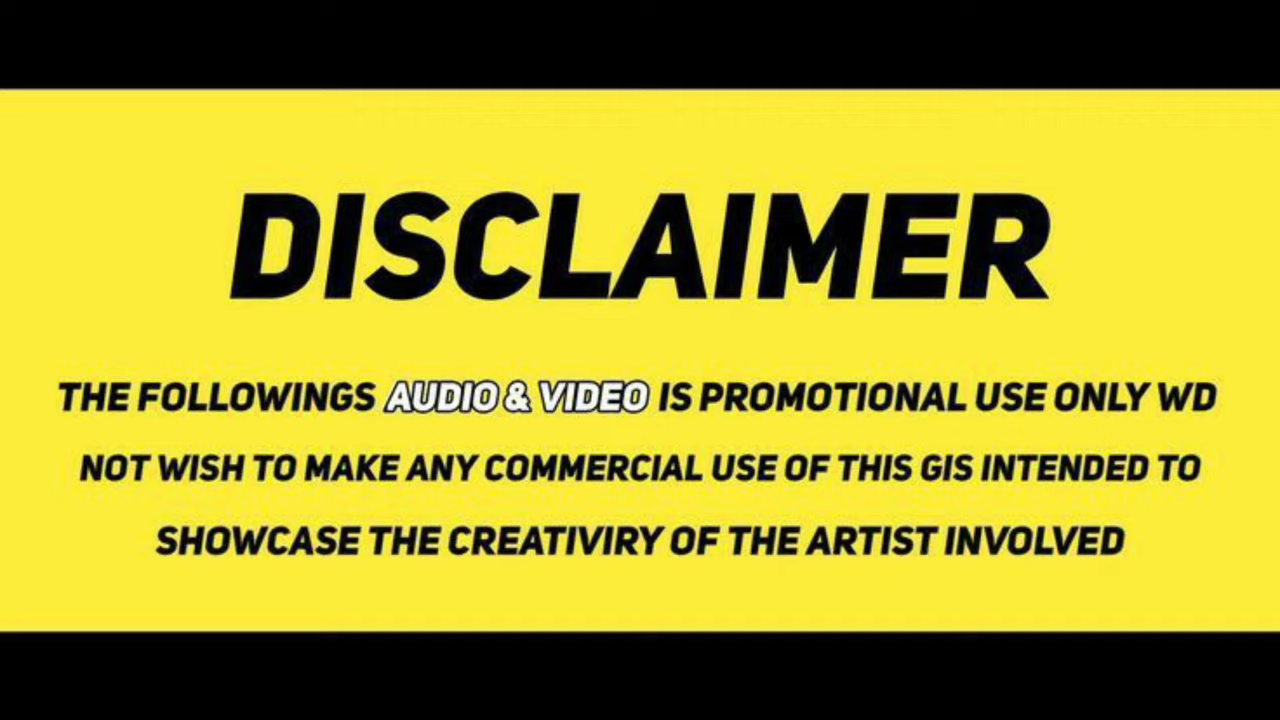 DISCLAIMER
THE FOLLOWINGS AUDIO & VIDEO IS PROMOTIONAL USE ONLY WD
NOT WISH TO MAKE ANY COMMERCIAL USE OF THIS GIS INTENDED TO
SHOWCASE THE CREATIVIRY OF THE ARTIST INVOLVED